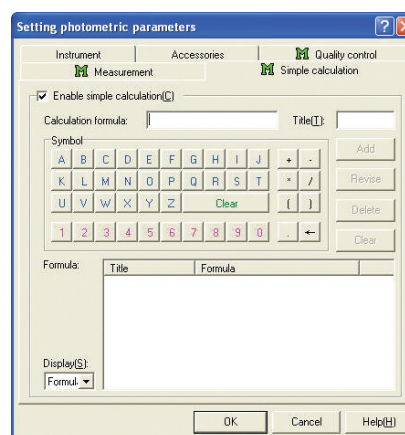 Setting photometric parameters ?
Instrument Accessories Quality control
Measurement Simple calculation
Enable simple calculation(C)
Calculation formula: Title(T):
Symbol
A B C D E F G H I J + - Add
K L M N O P Q R S T * / Revise
U V W X Y Z Clear ( ) Delete
1 2 3 4 5 6 7 8 9 0 . ← Clear
Formula: Title Formula
Display(S):
Formul
OK Cancel Help(H)